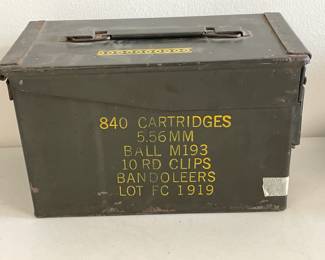 840 CARTRIDGES
5.56MM
BALL M193
10 RD CLIPS
BANDOLEERS
LOT FC 1919